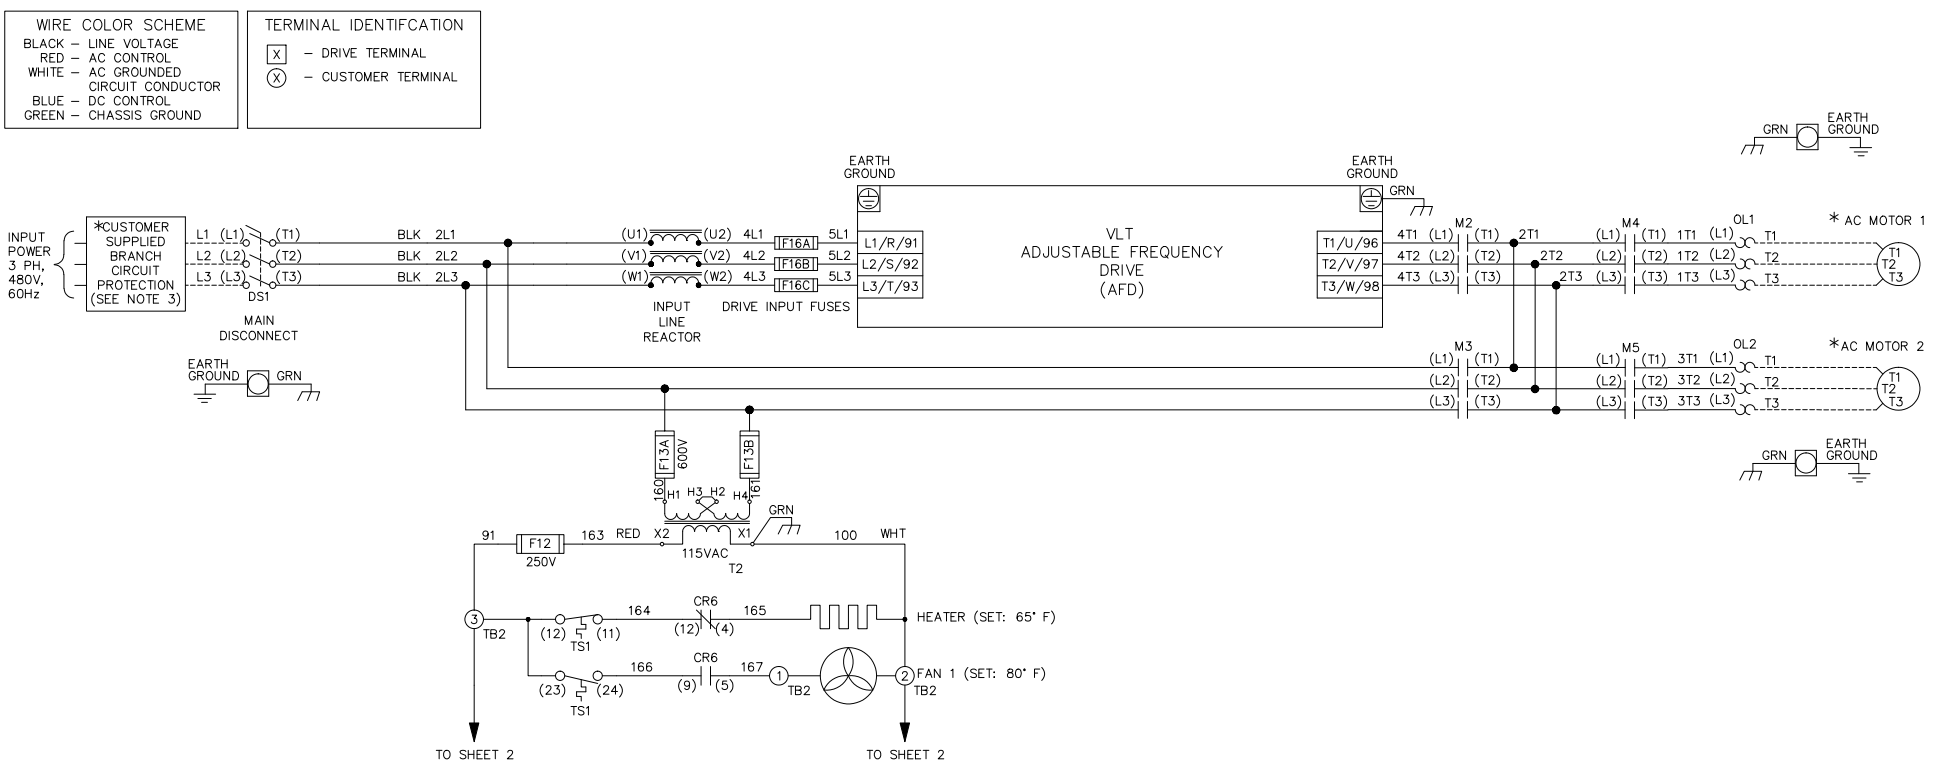 WIRE COLOR SCHEME
BLACK – LINE VOLTAGE
RED – AC CONTROL
WHITE – AC GROUNDED
CIRCUIT CONDUCTOR
BLUE – DC CONTROL
GREEN – CHASSIS GROUND
TERMINAL IDENTIFCATION
X – DRIVE TERMINAL
X – CUSTOMER TERMINAL
INPUT
POWER
3 PH,
480V,
60Hz
*CUSTOMER
SUPPLIED
BRANCH
CIRCUIT
PROTECTION
(SEE NOTE 3)
L1 (L1) (T1) BLK 2L1 (U1) (U2) 4L1 F16A 5L1 L1/R/91
L2 (L2) (T2) BLK 2L2 (V1) (V2) 4L2 F16B 5L2 L2/S/92
L3 (L3) (T3) BLK 2L3 (W1) (W2) 4L3 F16C 5L3 L3/T/93
DS1
MAIN
DISCONNECT
INPUT
LINE
REACTOR
DRIVE INPUT FUSES
EARTH
GROUND
GRN
EARTH
GROUND
VLT
ADJUSTABLE FREQUENCY
DRIVE
(AFD)
EARTH
GROUND
GRN
GRN
EARTH
GROUND
M2 M4 OL1 * AC MOTOR 1
T1/U/96 4T1 (L1) (T1) 2T1 (L1) (T1) 1T1 (L1) T1 T1
T2/V/97 4T2 (L2) (T2) 2T2 (L2) (T2) 1T2 (L2) T2 T2
T3/W/98 4T3 (L3) (T3) 2T3 (L3) (T3) 1T3 (L3) T3 T3
M3 M5 OL2 *AC MOTOR 2
(L1) (T1) (L1) (T1) 3T1 (L1) T1 T1
(L2) (T2) (L2) (T2) 3T2 (L2) T2 T2
(L3) (T3) (L3) (T3) 3T3 (L3) T3 T3
GRN
EARTH
GROUND
F13A
600V
F13B
160
161
H1 H3 H2 H4
GRN
91 F12 163 RED X2 X1 100 WHT
250V
115VAC
T2
3
TB2
(12) (11)
TS1
164
CR6
(12) (4)
165
HEATER (SET: 65° F)
(23) (24)
TS1
166
CR6
(9) (5)
167
1
TB2
2
TB2
FAN 1 (SET: 80° F)
TO SHEET 2
TO SHEET 2